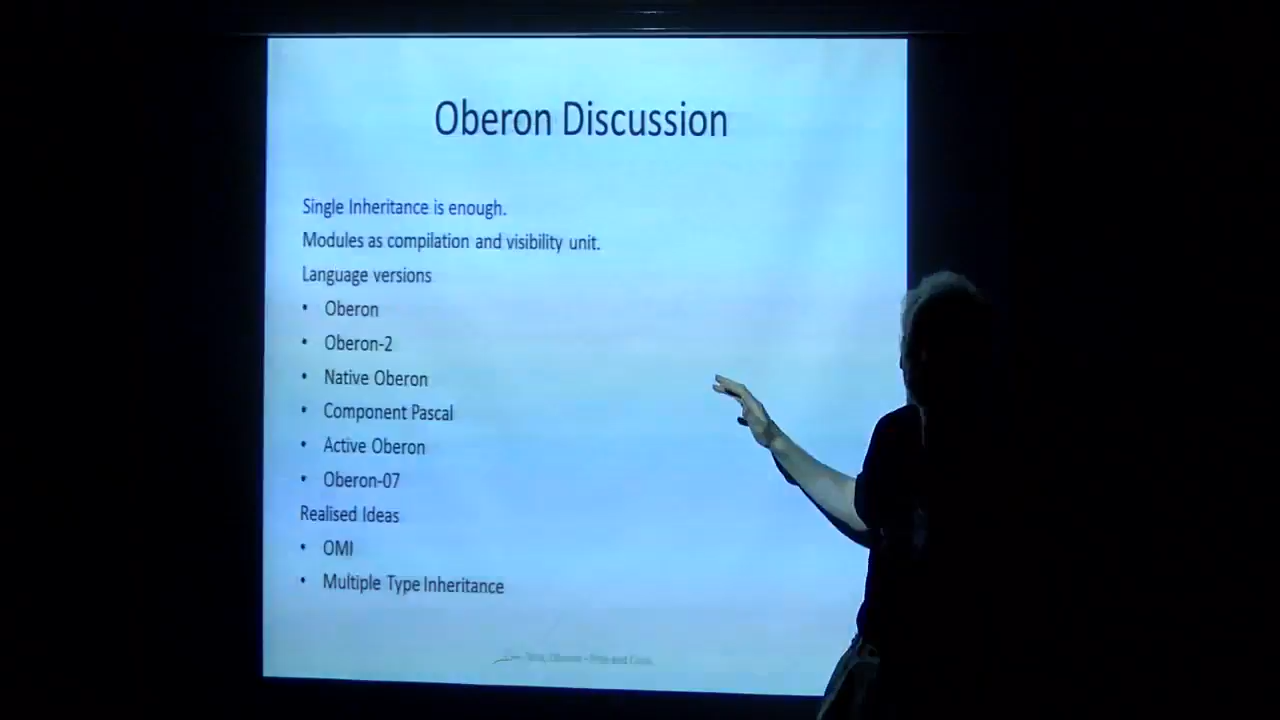 Oberon Discussion
Single Inheritance is enough.
Modules as compilation and visibility unit.
Language versions
• Oberon
• Oberon-2
• Native Oberon
• Component Pascal
• Active Oberon
• Oberon-07
Realised Ideas
• OMI
• Multiple Type Inheritance